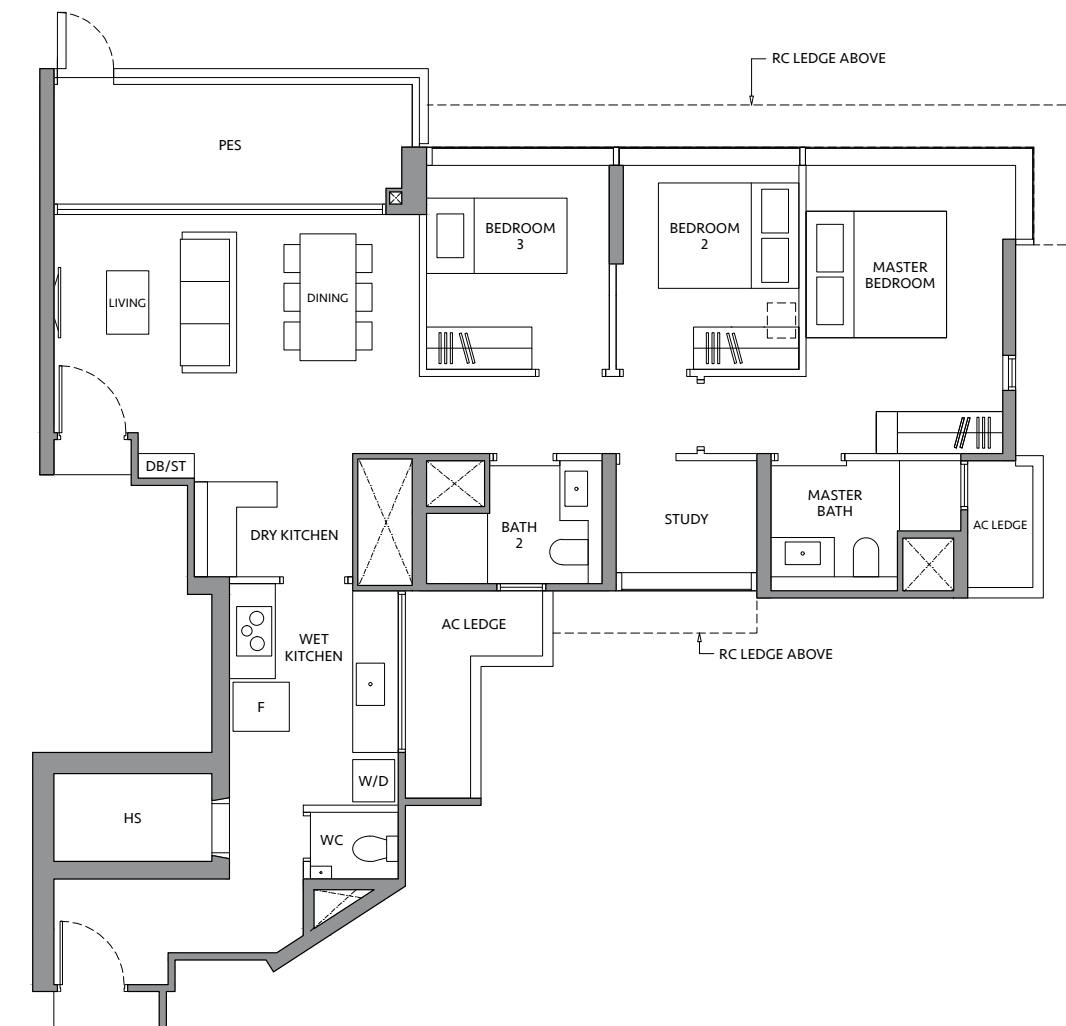 RC LEDGE ABOVE
PES
BEDROOM
3
BEDROOM
2
MASTER
BEDROOM
LIVING
DINING
DB/ST
DRY KITCHEN
BATH
2
STUDY
MASTER
BATH
AC LEDGE
WET
KITCHEN
AC LEDGE
RC LEDGE ABOVE
F
W/D
HS
WC